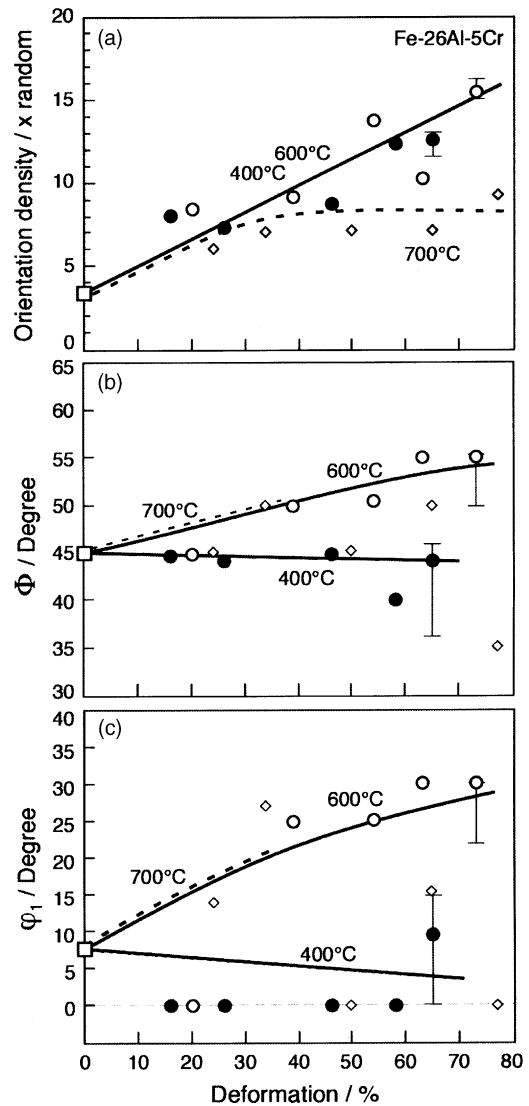 (a)
Fe-26Al-5Cr
Orientation density / x random
20
15
10
5
0
600°C
400°C
700°C
(b)
Φ / Degree
65
60
55
50
45
40
35
30
700°C
600°C
400°C
(c)
φ1 / Degree
40
35
30
25
20
15
10
5
0
700°C
600°C
400°C
0 10 20 30 40 50 60 70 80
Deformation / %